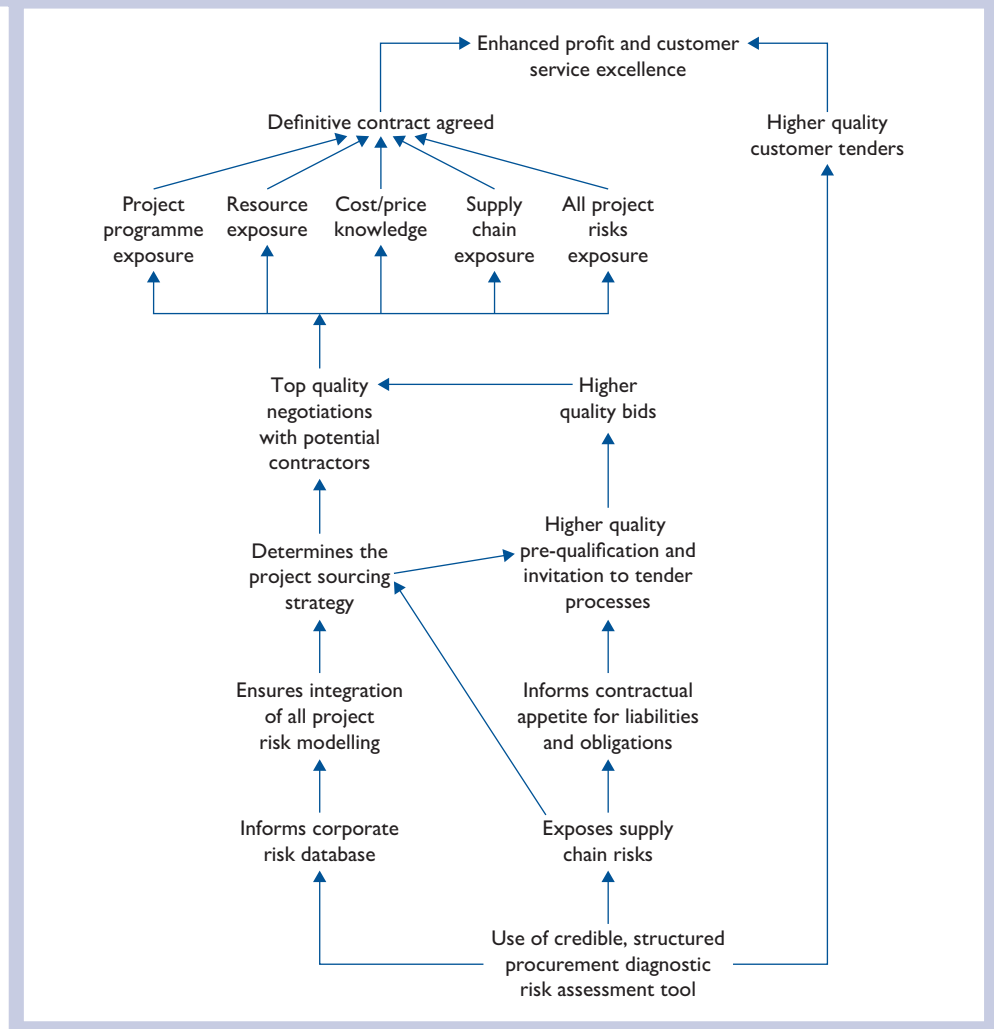 Enhanced profit and customer
service excellence
Definitive contract agreed
Higher quality
customer tenders
Project
programme
exposure
Resource
exposure
Cost/price
knowledge
Supply
chain
exposure
All project
risks
exposure
Top quality
negotiations
with potential
contractors
Higher
quality bids
Determines the
project sourcing
strategy
Higher quality
pre-qualification and
invitation to tender
processes
Ensures integration
of all project
risk modelling
Informs contractual
appetite for liabilities
and obligations
Informs corporate
risk database
Exposes supply
chain risks
Use of credible, structured
procurement diagnostic
risk assessment tool